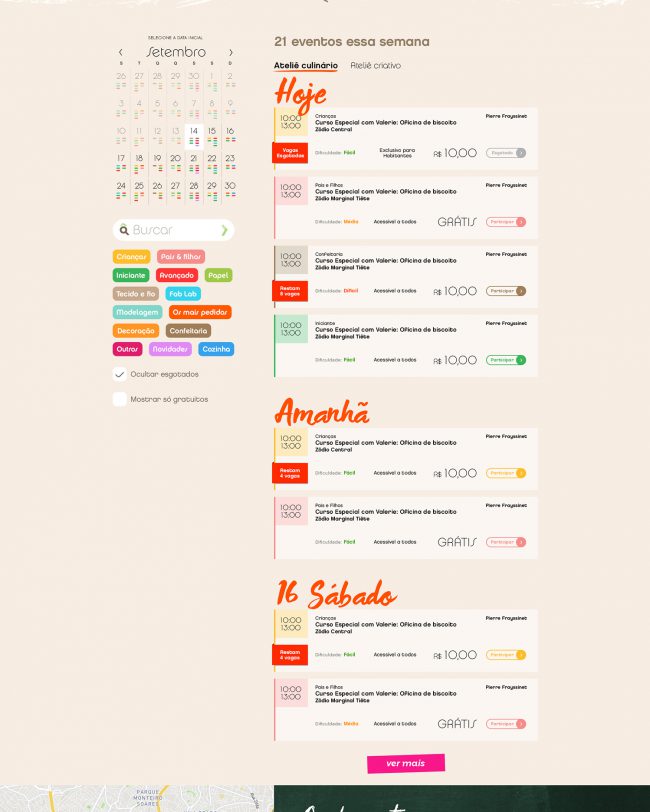 SELECIONE A DATA INICIAL
Setembro
S T Q Q S S D
26 27 28 29 30 1 2
3 4 5 6 7 8 9
10 11 12 13 14 15 16
17 18 19 20 21 22 23
24 25 26 27 28 29 30
Buscar
Crianças
Pais & filhos
Iniciante
Avançado
Papel
Tecido e fio
Fab Lab
Modelagem
Os mais pedidos
Decoração
Confeitaria
Outros
Novidades
Cozinha
Ocultar esgotados
Mostrar só gratuitos
21 eventos essa semana
Ateliê culinário
Ateliê criativo
Hoje
10:00
13:00
Crianças
Pierre Frayssinet
Curso Especial com Valerie: Oficina de biscoito
Zôdio Central
Vagas
Esgotadas
Dificuldade: Fácil
Exclusivo para
Habitantes
R$ 10,00
Esgotado
10:00
13:00
Pais e Filhos
Pierre Frayssinet
Curso Especial com Valerie: Oficina de biscoito
Zôdio Marginal Tiête
Dificuldade: Média
Acessível a todos
GRÁTIS
Participar
10:00
13:00
Confeitaria
Pierre Frayssinet
Curso Especial com Valerie: Oficina de biscoito
Zôdio Marginal Tiête
Restam
6 vagas
Dificuldade: Difícil
Acessível a todos
R$ 10,00
Participar
10:00
13:00
Iniciante
Pierre Frayssinet
Curso Especial com Valerie: Oficina de biscoito
Zôdio Marginal Tiête
Dificuldade: Fácil
Acessível a todos
R$ 10,00
Participar
Amanhã
10:00
13:00
Crianças
Pierre Frayssinet
Curso Especial com Valerie: Oficina de biscoito
Zôdio Central
Restam
4 vagas
Dificuldade: Fácil
Acessível a todos
R$ 10,00
Participar
10:00
13:00
Pais e Filhos
Pierre Frayssinet
Curso Especial com Valerie: Oficina de biscoito
Zôdio Marginal Tiête
Dificuldade: Fácil
Acessível a todos
GRÁTIS
Participar
16 Sábado
10:00
13:00
Crianças
Pierre Frayssinet
Curso Especial com Valerie: Oficina de biscoito
Zôdio Central
Restam
4 vagas
Dificuldade: Fácil
Acessível a todos
R$ 10,00
Participar
10:00
13:00
Pais e Filhos
Pierre Frayssinet
Curso Especial com Valerie: Oficina de biscoito
Zôdio Marginal Tiête
Dificuldade: Média
Acessível a todos
GRÁTIS
Participar
ver mais
PARQUE
MONTEIRO
SOARES